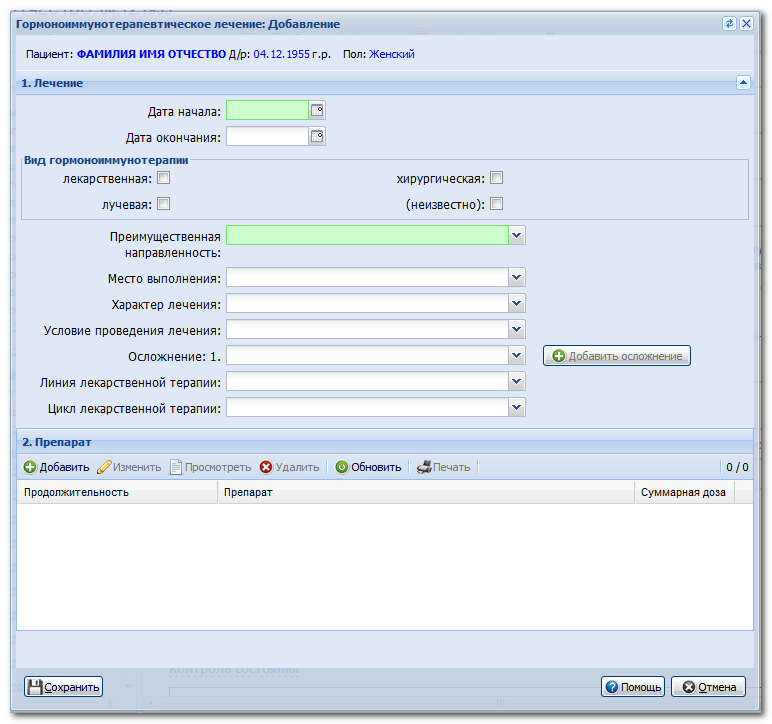 Гормоноиммунотерапевтическое лечение: Добавление
Пациент: ФАМИЛИЯ ИМЯ ОТЧЕСТВО Д/р: 04.12.1955 г.р. Пол: Женский
1. Лечение
Дата начала:
Дата окончания:
Вид гормоноиммунотерапии
лекарственная: хирургическая:
лучевая: (неизвестно):
Преимущественная
направленность:
Место выполнения:
Характер лечения:
Условие проведения лечения:
Осложнение: 1. Добавить осложнение
Линия лекарственной терапии:
Цикл лекарственной терапии:
2. Препарат
Добавить Изменить Просмотреть Удалить Обновить Печать 0 / 0
Продолжительность Препарат Суммарная доза
Контроль состояния
Сохранить Помощь Отмена